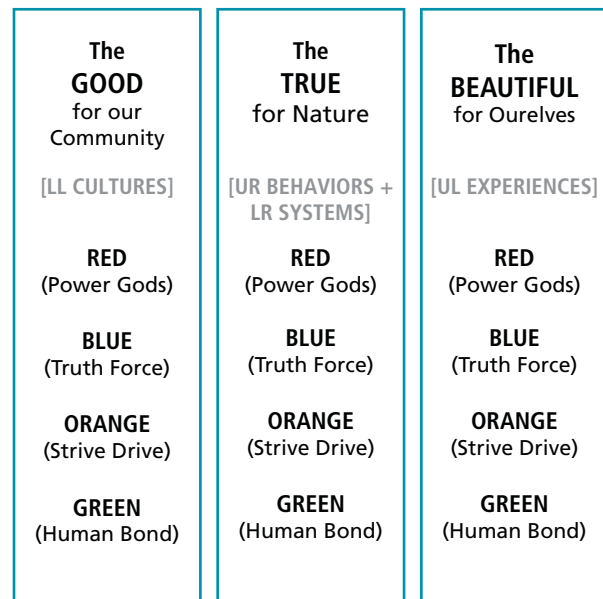 The
GOOD
for our
Community
[LL CULTURES]
RED
(Power Gods)
BLUE
(Truth Force)
ORANGE
(Strive Drive)
GREEN
(Human Bond)
The
TRUE
for Nature
[UR BEHAVIORS +
LR SYSTEMS]
RED
(Power Gods)
BLUE
(Truth Force)
ORANGE
(Strive Drive)
GREEN
(Human Bond)
The
BEAUTIFUL
for Ourelves
[UL EXPERIENCES]
RED
(Power Gods)
BLUE
(Truth Force)
ORANGE
(Strive Drive)
GREEN
(Human Bond)